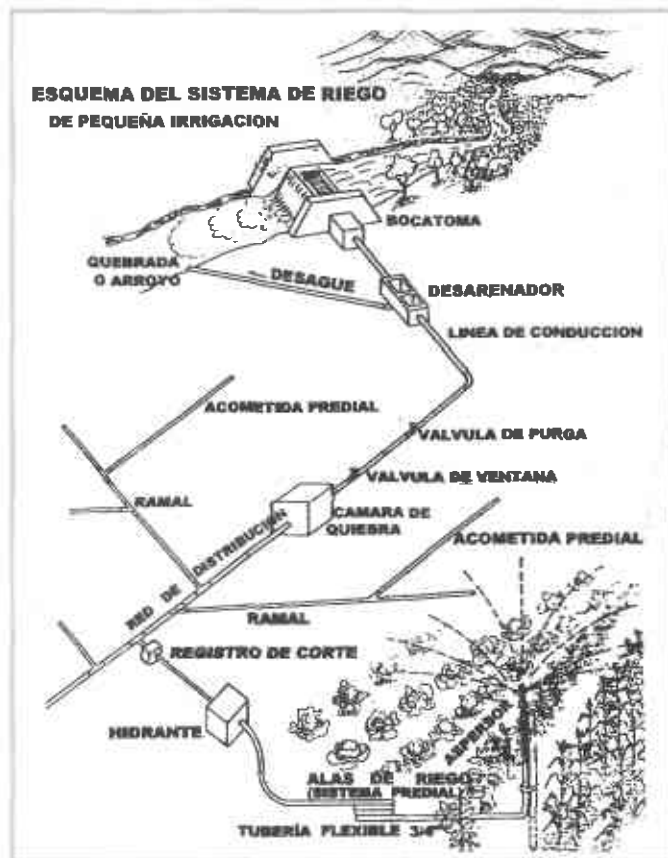 ESQUEMA DEL SISTEMA DE RIEGO
DE PEQUEÑA IRRIGACION
BOCATOMA
QUEBRADA
O ARROYO
DESAGUE
DESARENADOR
LINEA DE CONDUCCION
ACOMETIDA PREDIAL
VALVULA DE PURGA
VALVULA DE VENTANA
RAMAL
CAMARA DE
QUIEBRA
RED DE DISTRIBUCION
ACOMETIDA PREDIAL
RAMAL
REGISTRO DE CORTE
HIDRANTE
ASPERSOR
ALAS DE RIEGO
(SISTEMA PREDIAL)
TUBERÍA FLEXIBLE 3/4"